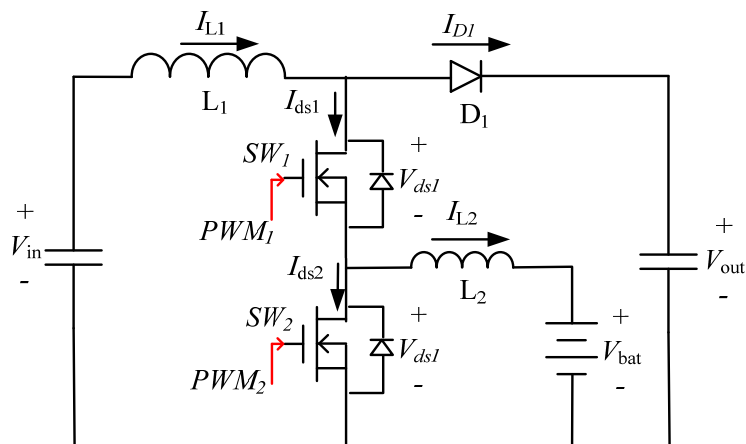 I_L1
I_D1
L_1
D_1
I_ds1
SW_1
+
V_ds1
-
PWM_1
+
V_in
-
I_L2
I_ds2
L_2
+
V_out
-
SW_2
+
V_ds1
-
PWM_2
+
V_bat
-